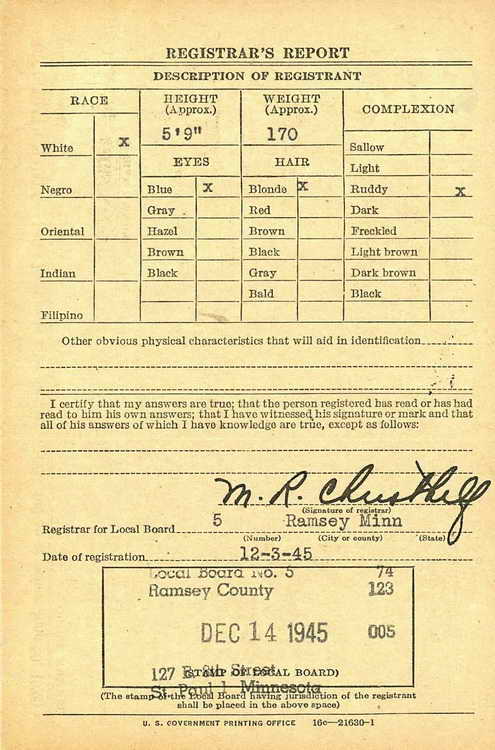 REGISTRAR'S REPORT
DESCRIPTION OF REGISTRANT
RACE
HEIGHT
(Approx.)
WEIGHT
(Approx.)
COMPLEXION
5'9"
170
White x
EYES
HAIR
Sallow
Light
Negro
Blue x
Blonde x
Ruddy x
Gray
Red
Dark
Oriental
Hazel
Brown
Freckled
Brown
Black
Light brown
Indian
Black
Gray
Dark brown
Bald
Black
Filipino
Other obvious physical characteristics that will aid in identification
I certify that my answers are true; that the person registered has read or has had
read to him his own answers; that I have witnessed his signature or mark and that
all of his answers of which I have knowledge are true, except as follows:
M. R.
(Signature of registrar)
Registrar for Local Board 5 Ramsey Minn
(Number) (City or county) (State)
Date of registration 12-3-45
Local Board No. 5 74
Ramsey County 123
DEC 14 1945 005
127 E. 8th Street
(STAMP OF LOCAL BOARD)
St. Paul 1, Minnesota
(The stamp of the Local Board having jurisdiction of the registrant
shall be placed in the above space)
U. S. GOVERNMENT PRINTING OFFICE 16c—21630-1